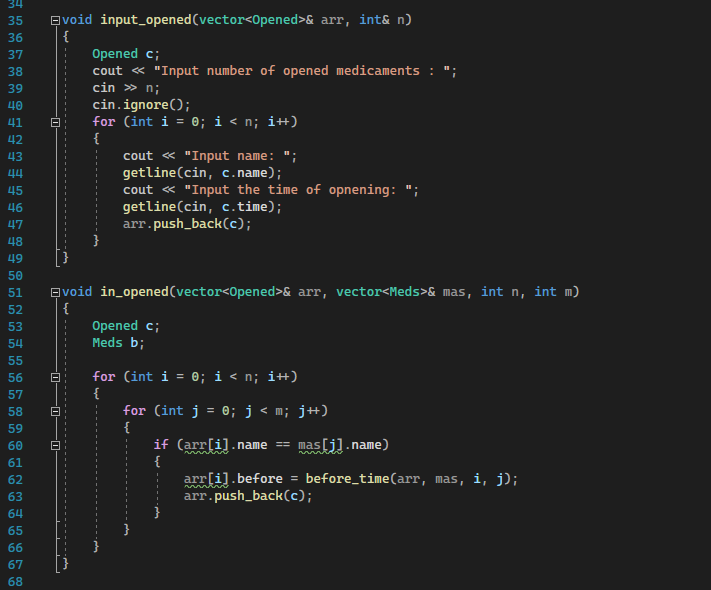 34
35 void input_opened(vector<Opened>& arr, int& n)
36 {
37 Opened c;
38 cout << "Input number of opened medicaments : ";
39 cin >> n;
40 cin.ignore();
41 for (int i = 0; i < n; i++)
42 {
43 cout << "Input name: ";
44 getline(cin, c.name);
45 cout << "Input the time of opnening: ";
46 getline(cin, c.time);
47 arr.push_back(c);
48 }
49 }
50
51 void in_opened(vector<Opened>& arr, vector<Meds>& mas, int n, int m)
52 {
53 Opened c;
54 Meds b;
55
56 for (int i = 0; i < n; i++)
57 {
58 for (int j = 0; j < m; j++)
59 {
60 if (arr[i].name == mas[j].name)
61 {
62 arr[i].before = before_time(arr, mas, i, j);
63 arr.push_back(c);
64 }
65 }
66 }
67 }
68